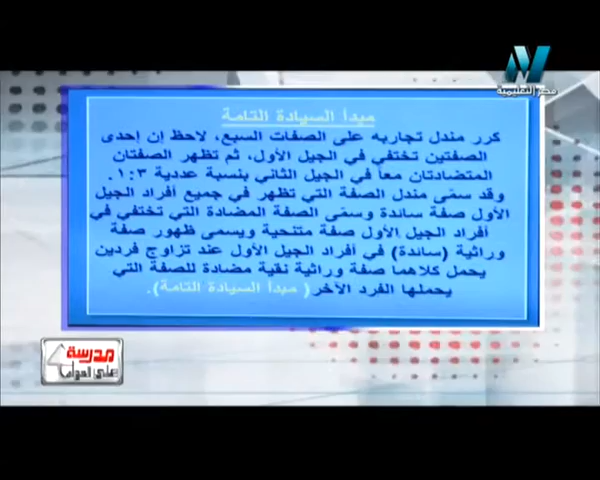 مصر التعليمية
مبدأ السيادة التامة
كرر مندل تجاربه على الصفات السبع، لاحظ إن إحدى
الصفتين تختفي في الجيل الأول، ثم تظهر الصفتان
المتضادتان معاً في الجيل الثاني بنسبة عددية ١:٣.
وقد سمّى مندل الصفة التي تظهر في جميع أفراد الجيل
الأول صفة سائدة وسمّى الصفة المضادة التي تختفي في
أفراد الجيل الأول صفة متنحية ويسمى ظهور صفة
وراثية (سائدة) في أفراد الجيل الأول عند تزاوج فردين
يحمل كلاهما صفة وراثية نقية مضادة للصفة التي
يحملها الفرد الأخر( مبدأ السيادة التامة).
مدرسة
على الهواء